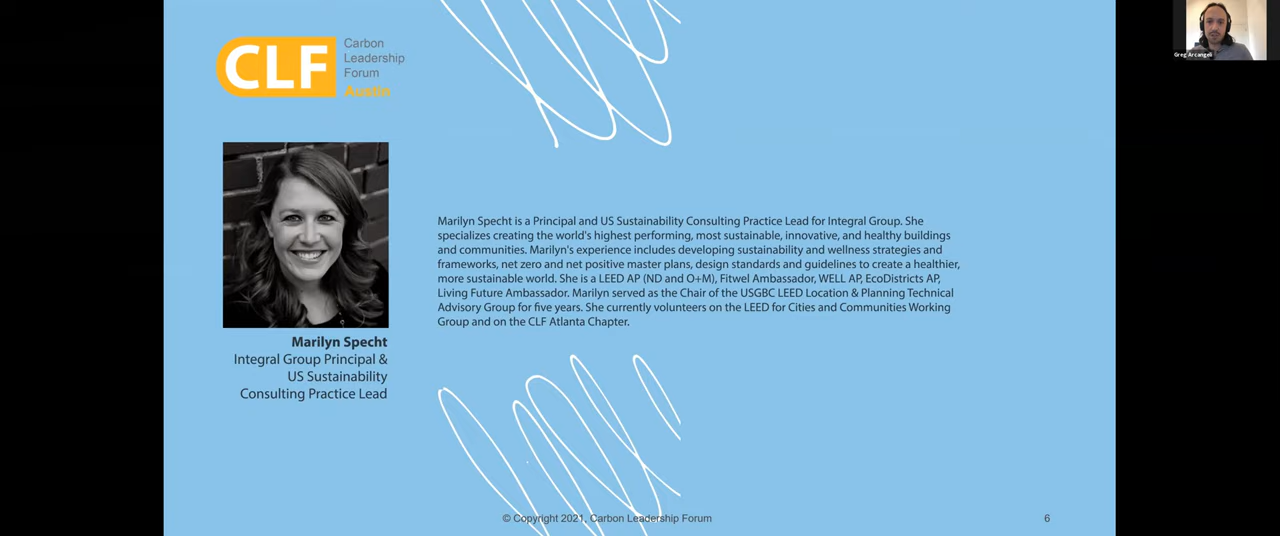 CLF
Carbon
Leadership
Forum
Austin
Greg Arcangeli
Marilyn Specht is a Principal and US Sustainability Consulting Practice Lead for Integral Group. She
specializes creating the world's highest performing, most sustainable, innovative, and healthy buildings
and communities. Marilyn's experience includes developing sustainability and wellness strategies and
frameworks, net zero and net positive master plans, design standards and guidelines to create a healthier,
more sustainable world. She is a LEED AP (ND and O+M), Fitwel Ambassador, WELL AP, EcoDistricts AP,
Living Future Ambassador. Marilyn served as the Chair of the USGBC LEED Location & Planning Technical
Advisory Group for five years. She currently volunteers on the LEED for Cities and Communities Working
Group and on the CLF Atlanta Chapter.
Marilyn Specht
Integral Group Principal &
US Sustainability
Consulting Practice Lead
© Copyright 2021, Carbon Leadership Forum
6